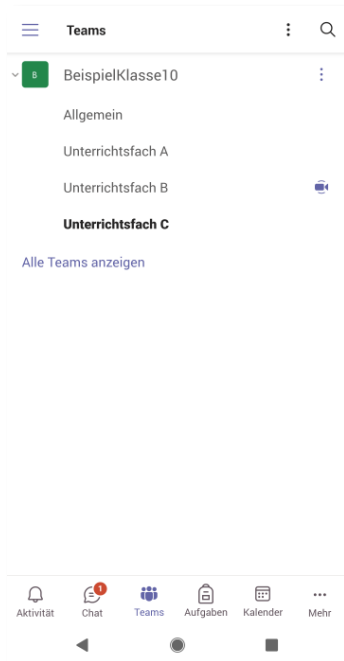 Teams
B
BeispielKlasse10
Allgemein
Unterrichtsfach A
Unterrichtsfach B
Unterrichtsfach C
Alle Teams anzeigen
1
Aktivität Chat Teams Aufgaben Kalender Mehr